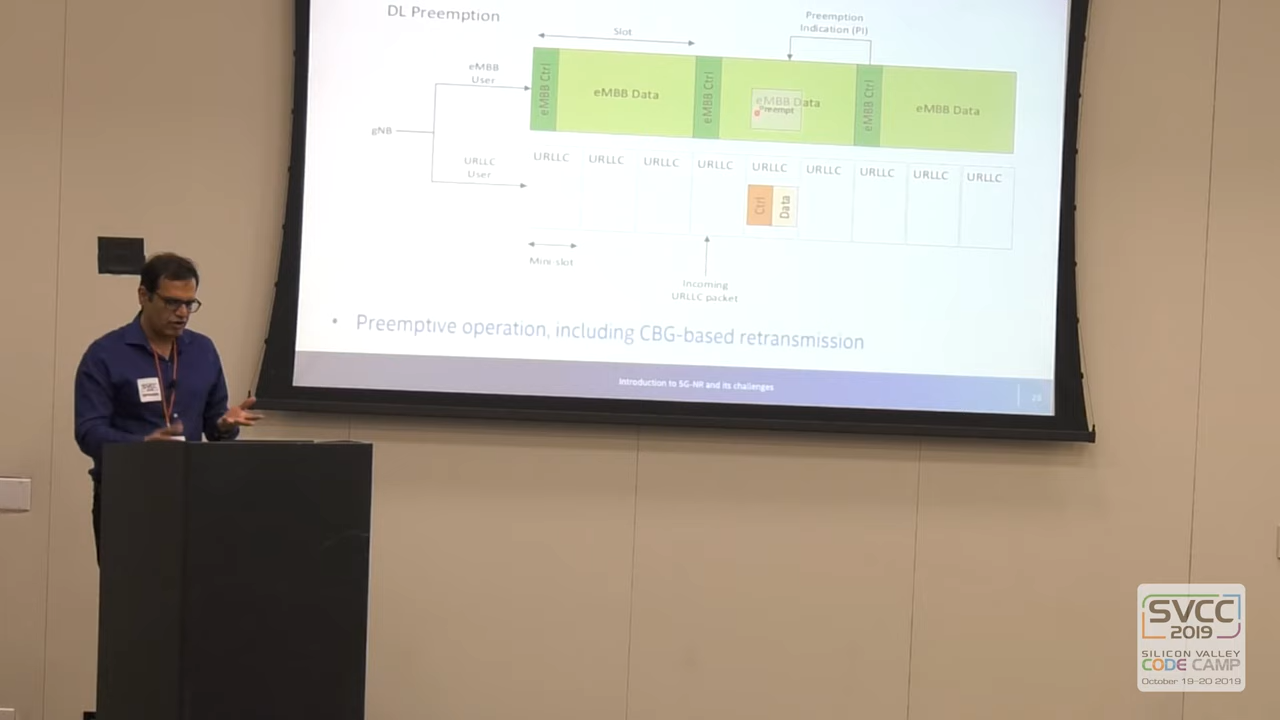 DL Preemption
Preemption
Indication (PI)
Slot
eMBB
User
eMBB Ctrl
eMBB Data
eMBB Ctrl
eMBB Data
Preempt
eMBB Ctrl
eMBB Data
gNB
URLLC
User
URLLC
URLLC
URLLC
URLLC
URLLC
URLLC
URLLC
URLLC
URLLC
Ctrl
Data
Mini slot
Incoming
URLLC packet
• Preemptive operation, including CBG-based retransmission
Introduction to 5G-NR and its challenges
SVCC
SVCC
2019
SILICON VALLEY
CODE CAMP
October 19-20 2019